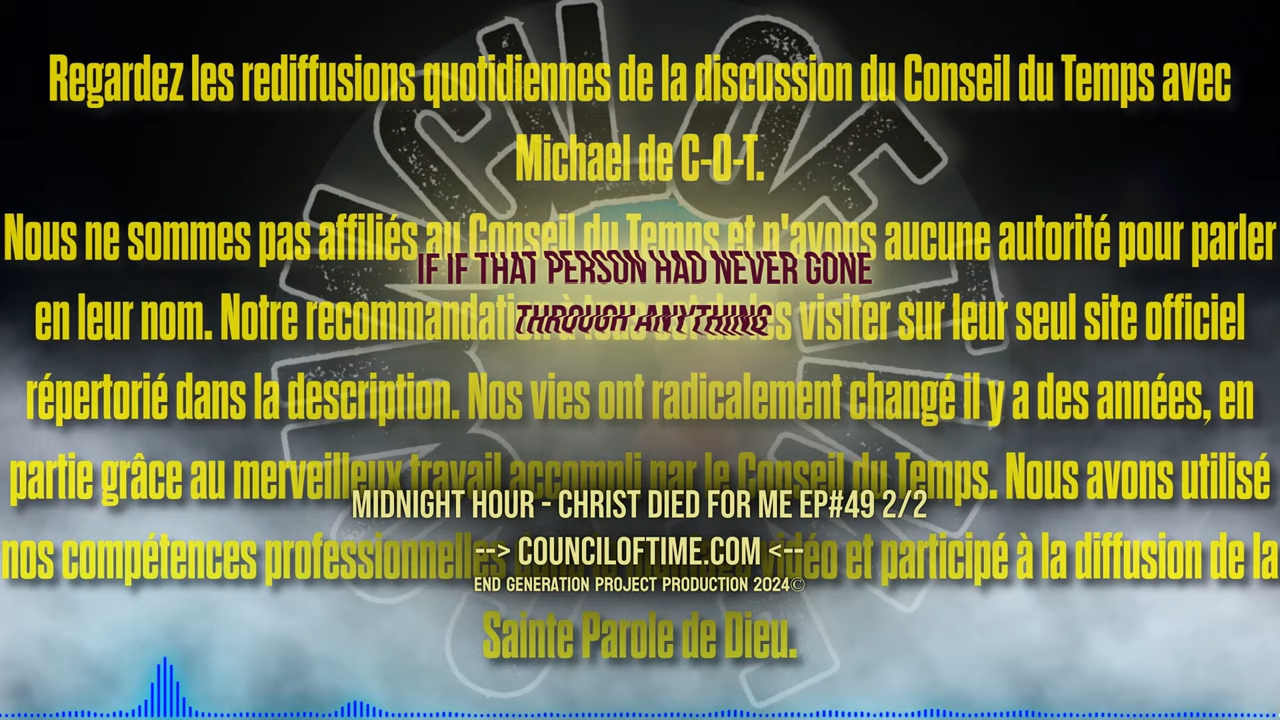 Regardez les rediffusions quotidiennes de la discussion du Conseil du Temps avec
Michael de C-O-T.
Nous ne sommes pas affiliés au Conseil du Temps et n'avons aucune autorité pour parler
IF IF THAT PERSON HAD NEVER GONE
en leur nom. Notre recommandation à tous est de les visiter sur leur seul site officiel
THROUGH ANYTHING
répertorié dans la description. Nos vies ont radicalement changé il y a des années, en
partie grâce au merveilleux travail accompli par le Conseil du Temps. Nous avons utilisé
MIDNIGHT HOUR - CHRIST DIED FOR ME EP#49 2/2
nos compétences professionnelles vidéo et participé à la diffusion de la
--> COUNCILOFTIME.COM <--
END GENERATION PROJECT PRODUCTION 2024©
Sainte Parole de Dieu.